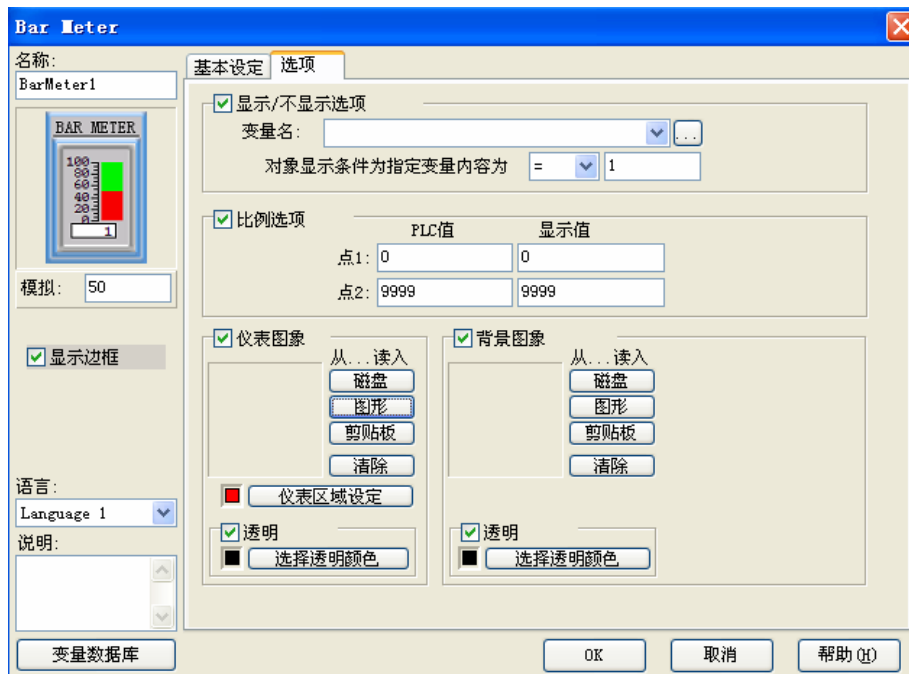 Bar Meter
名称:
BarMeter1
BAR METER
100
80
60
40
20
0
1
模拟: 50
显示边框
语言:
Language 1
说明:
变量数据库
基本设定 选项
显示/不显示选项
变量名:
...
对象显示条件为指定变量内容为 = 1
比例选项
PLC值 显示值
点1: 0 0
点2: 9999 9999
仪表图象
从...读入
磁盘
图形
剪贴板
清除
仪表区域设定
透明
选择透明颜色
背景图象
从...读入
磁盘
图形
剪贴板
清除
透明
选择透明颜色
OK 取消 帮助(H)